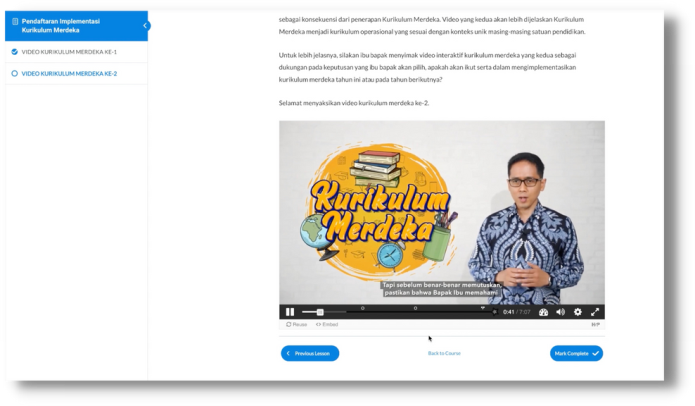 Pendaftaran Implementasi
Kurikulum Merdeka
VIDEO KURIKULUM MERDEKA KE-1
VIDEO KURIKULUM MERDEKA KE-2
sebagai konsekuensi dari penerapan Kurikulum Merdeka. Video yang kedua akan lebih dijelaskan Kurikulum
Merdeka menjadi kurikulum operasional yang sesuai dengan konteks unik masing-masing satuan pendidikan.
Untuk lebih jelasnya, silakan ibu bapak menyimak video interaktif kurikulum merdeka yang kedua sebagai
dukungan pada keputusan yang ibu bapak akan pilih, apakah akan ikut serta dalam mengimplementasikan
kurikulum merdeka tahun ini atau pada tahun berikutnya?
Selamat menyaksikan video kurikulum merdeka ke-2.
Kurikulum
Merdeka
Tapi sebelum benar-benar memutuskan,
pastikan bahwa Bapak Ibu memahami
0:41 / 7:07
Reuse <> Embed
H-P
Previous Lesson
Back to Course
Mark Complete